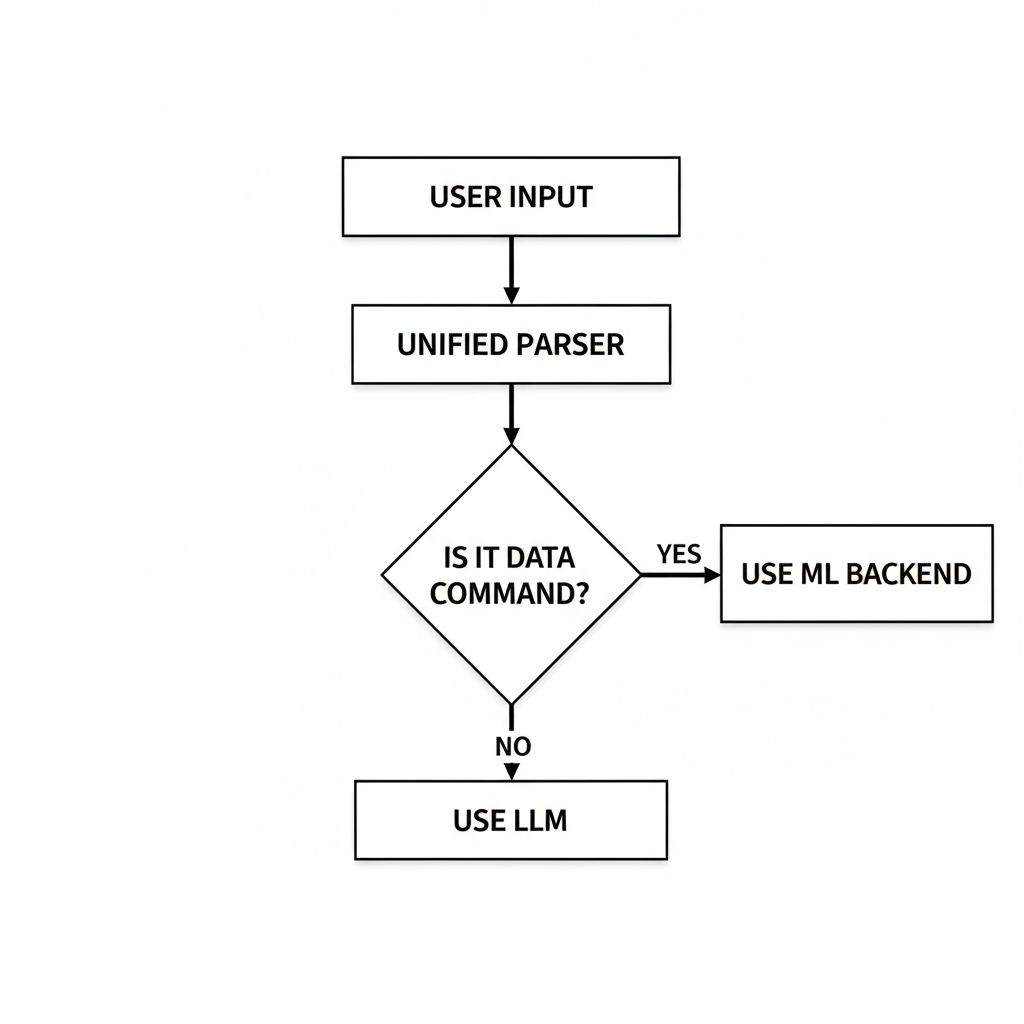 USER INPUT
UNIFIED PARSER
IS IT DATA
COMMAND?
YES
USE ML BACKEND
NO
USE LLM